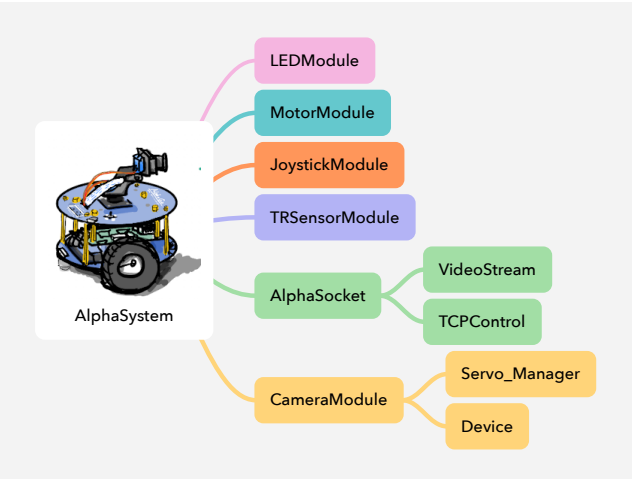 LEDModule
MotorModule
JoystickModule
TRSensorModule
AlphaSystem
AlphaSocket
VideoStream
TCPControl
CameraModule
Servo_Manager
Device